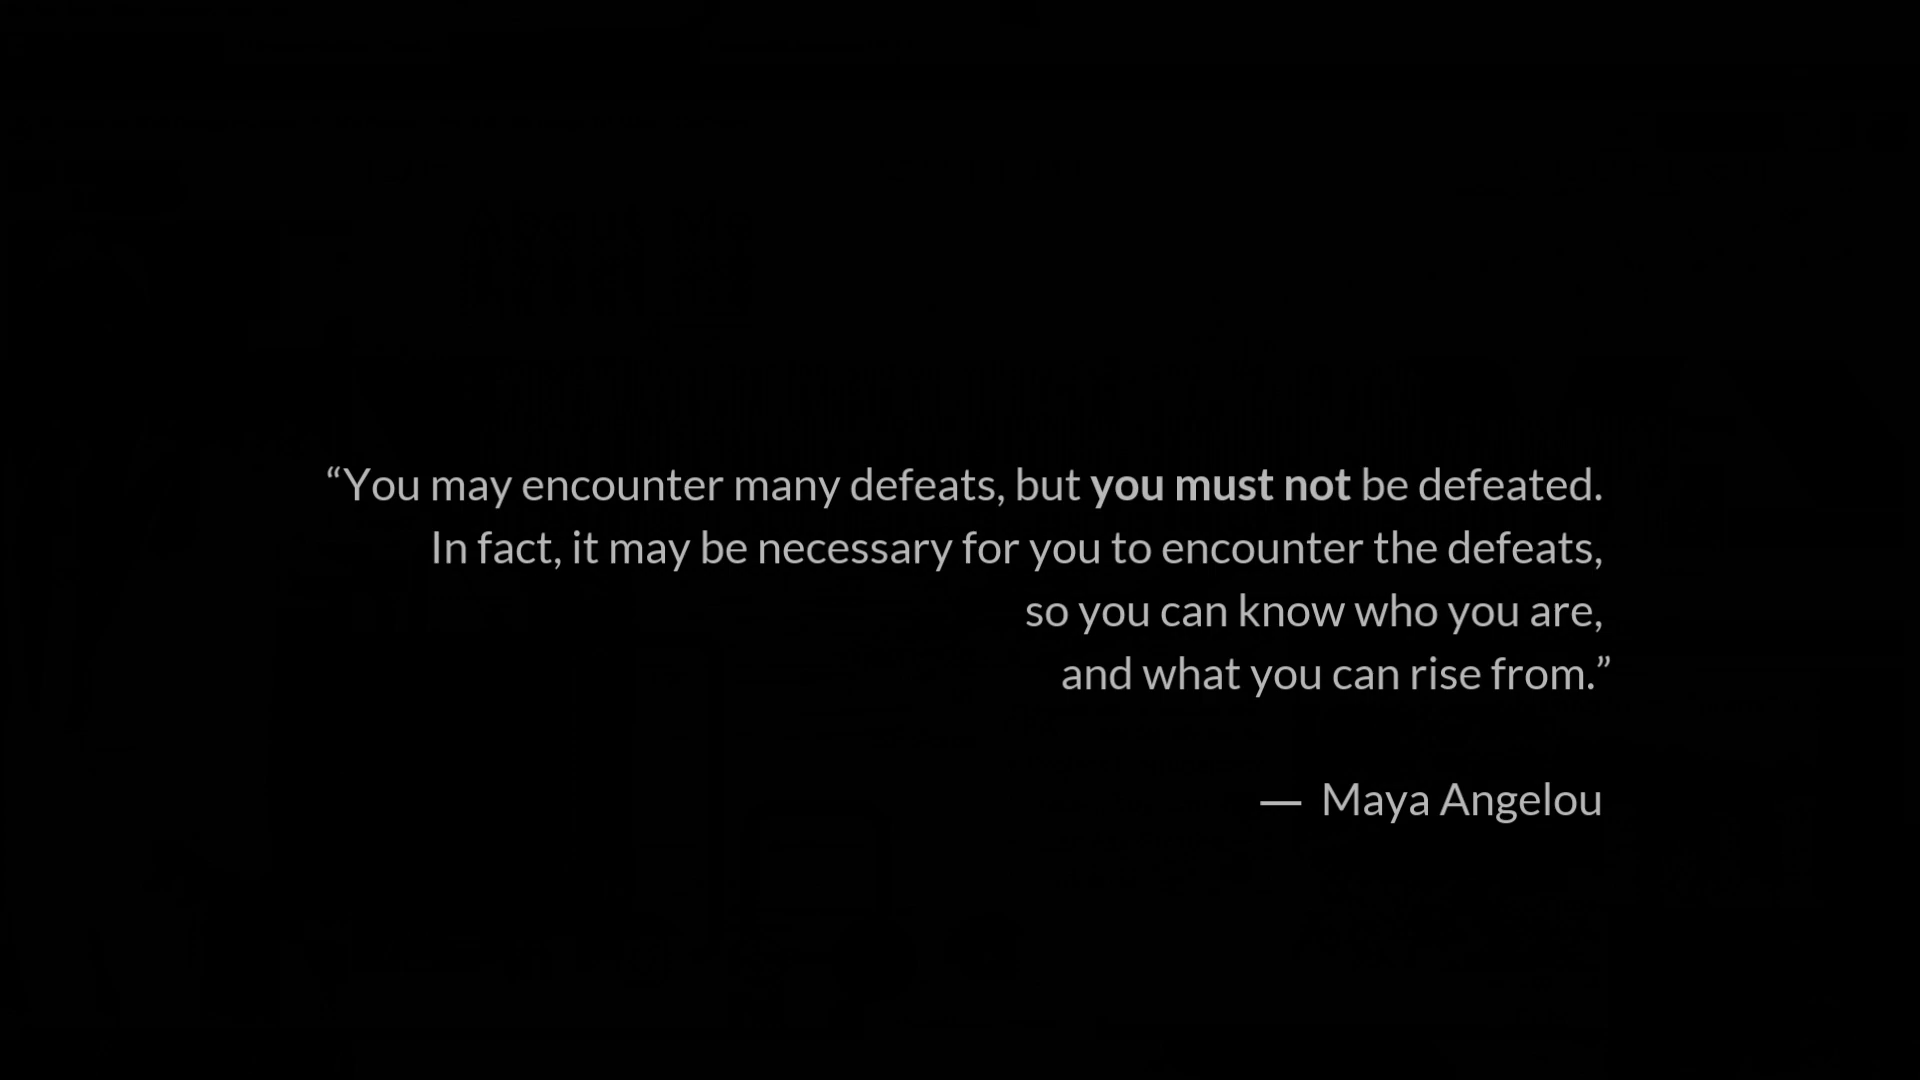 “You may encounter many defeats, but you must not be defeated.
In fact, it may be necessary for you to encounter the defeats,
so you can know who you are,
and what you can rise from.”
— Maya Angelou